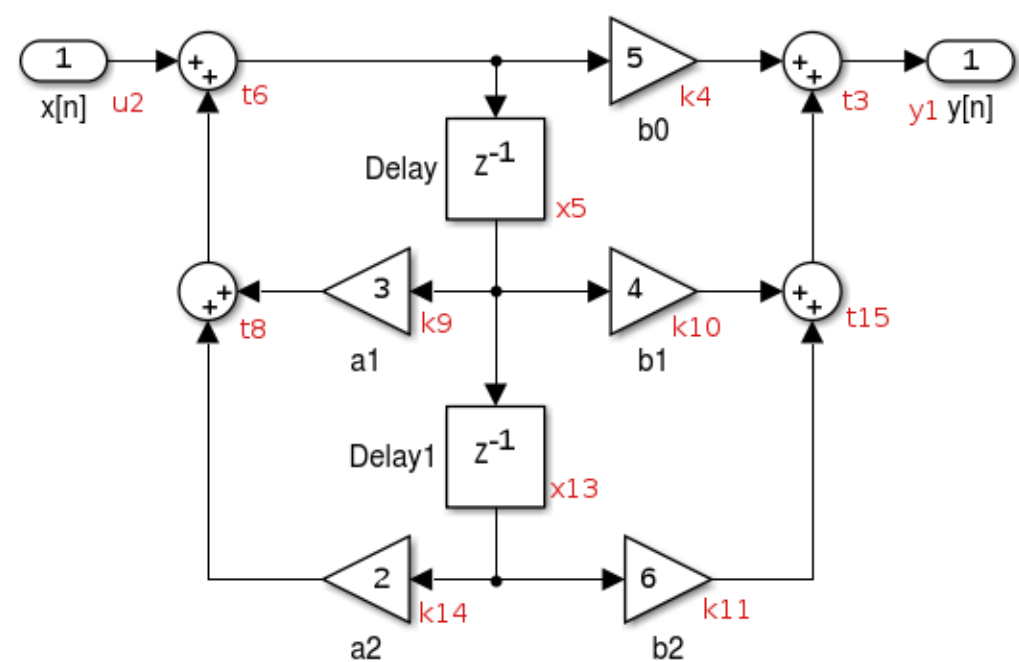 1
x[n]
u2
+
+
t6
5
k4
b0
+
+
t3
1
y1
y[n]
Delay
z-1
x5
+
+
t8
3
k9
a1
4
k10
b1
+
+
t15
Delay1
z-1
x13
2
k14
a2
6
k11
b2